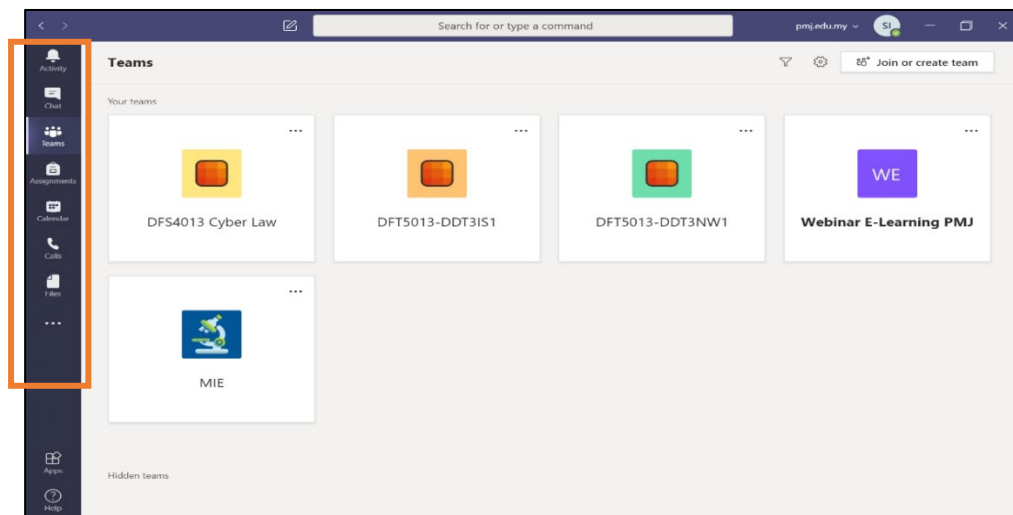 Search for or type a command
pmj.edu.my
SI
Activity
Chat
Teams
Assignments
Calendar
Calls
Files
Apps
Help
Teams
Join or create team
Your teams
DFS4013 Cyber Law
DFT5013-DDT3IS1
DFT5013-DDT3NW1
WE
Webinar E-Learning PMJ
MIE
Hidden teams